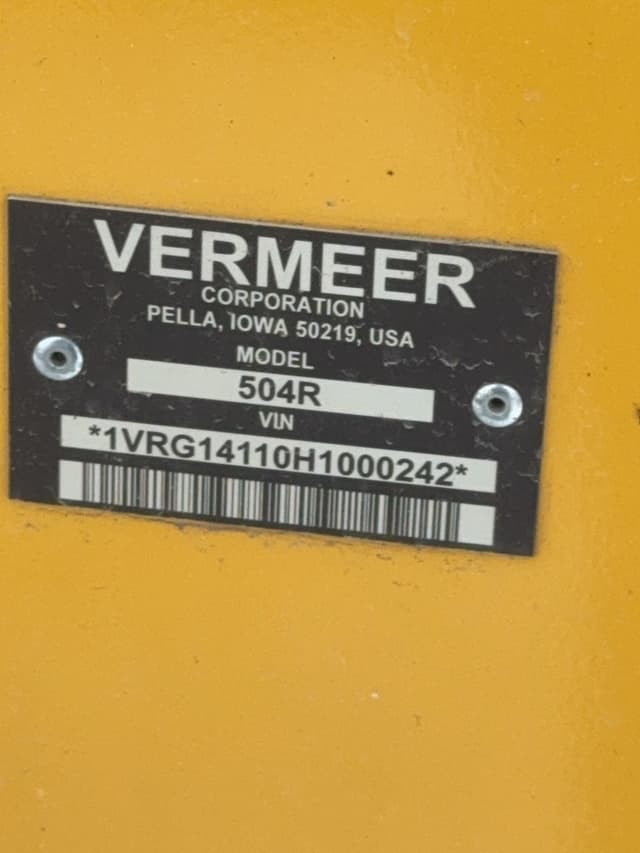 VERMEER
CORPORATION
PELLA, IOWA 50219, USA
MODEL
504R
VIN
*1VRG14110H1000242*